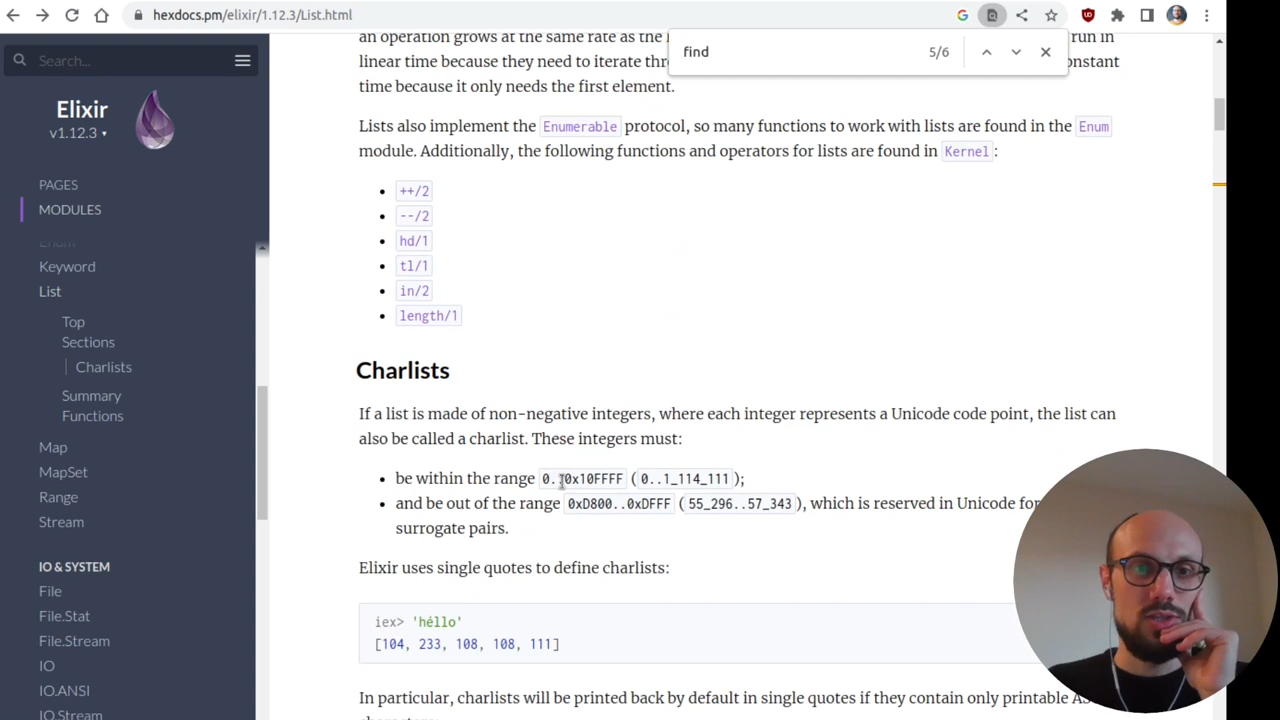 hexdocs.pm/elixir/1.12.3/List.html
find
5/6
Search...
Elixir
v1.12.3
PAGES
MODULES
Enum
Keyword
List
Top
Sections
Charlists
Summary
Functions
Map
MapSet
Range
Stream
IO & SYSTEM
File
File.Stat
File.Stream
IO
IO.ANSI
IO.Stream
an operation grows at the same rate as the run in
linear time because they need to iterate constant
time because it only needs the first element.
Lists also implement the Enumerable protocol, so many functions to work with lists are found in the Enum
module. Additionally, the following functions and operators for lists are found in Kernel:
• ++/2
• --/2
• hd/1
• tl/1
• in/2
• length/1
Charlists
If a list is made of non-negative integers, where each integer represents a Unicode code point, the list can
also be called a charlist. These integers must:
• be within the range 0..0x10FFFF (0..1_114_111);
• and be out of the range 0xD800..0xDFFF (55_296..57_343), which is reserved in Unicode for
surrogate pairs.
Elixir uses single quotes to define charlists:
iex> 'héllo'
[104, 233, 108, 108, 111]
In particular, charlists will be printed back by default in single quotes if they contain only printable